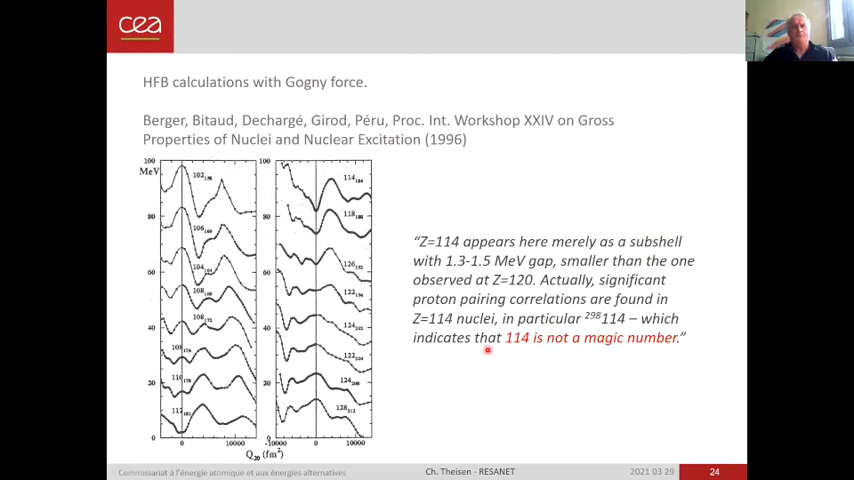 cea
HFB calculations with Gogny force.
Berger, Bitaud, Dechargé, Girod, Péru, Proc. Int. Workshop XXIV on Gross
Properties of Nuclei and Nuclear Excitation (1996)
100
MeV
80
60
40
20
0
0
10000
100
80
60
40
20
0
-10000
0
10000
Q20 (fm²)
“Z=114 appears here merely as a subshell
with 1.3-1.5 MeV gap, smaller than the one
observed at Z=120. Actually, significant
proton pairing correlations are found in
Z=114 nuclei, in particular ²⁹⁸114 – which
indicates that 114 is not a magic number.”
Commissariat à l'énergie atomique et aux énergies alternatives
Ch. Theisen - RESANET
2021 03 29
24